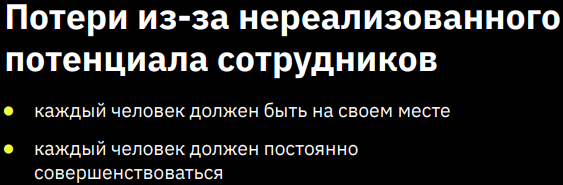 Потери из-за нереализованного
потенциала сотрудников
каждый человек должен быть на своем месте
каждый человек должен постоянно
совершенствоваться